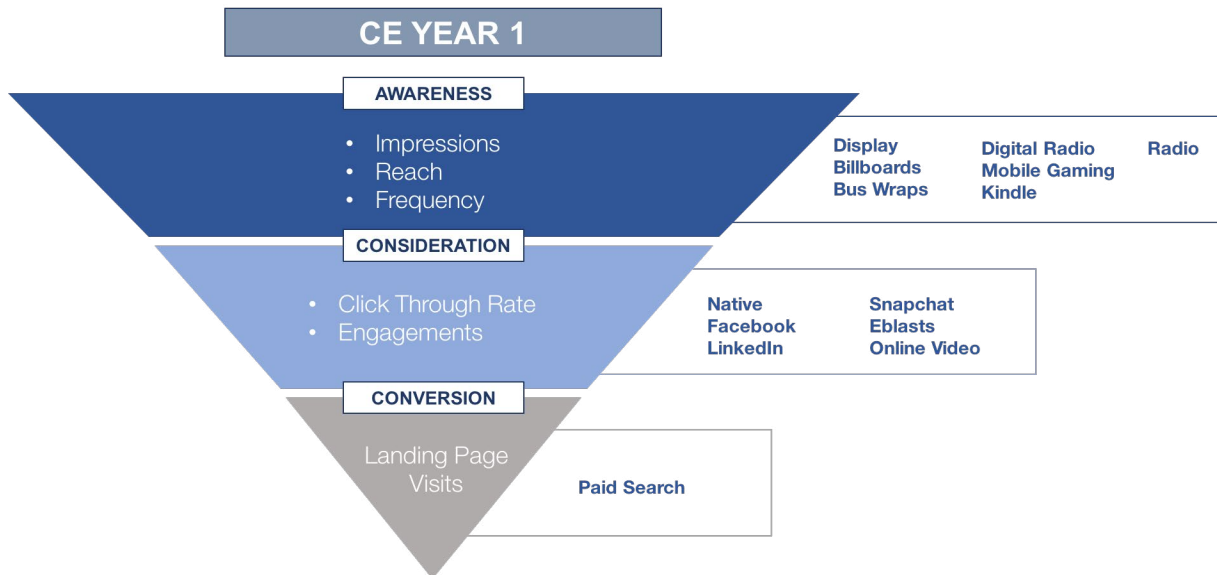 CE YEAR 1
AWARENESS
• Impressions
• Reach
• Frequency
Display
Billboards
Bus Wraps
Digital Radio
Mobile Gaming
Kindle
Radio
CONSIDERATION
• Click Through Rate
• Engagements
Native
Facebook
LinkedIn
Snapchat
Eblasts
Online Video
CONVERSION
Landing Page
Visits
Paid Search